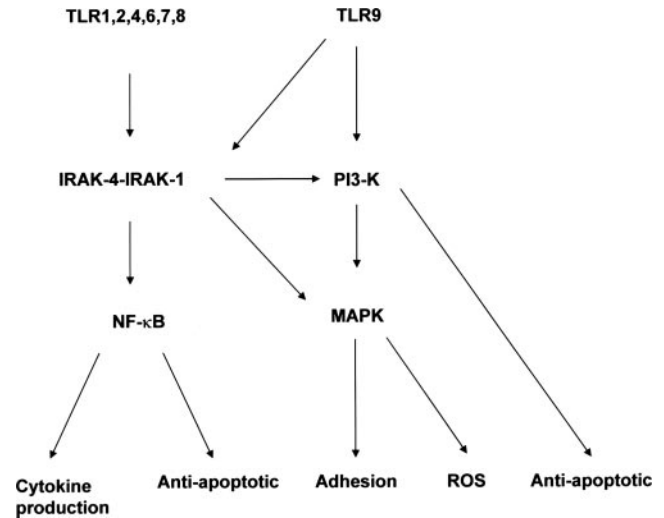 TLR1,2,4,6,7,8
TLR9
IRAK-4-IRAK-1
PI3-K
NF-κB
MAPK
Cytokine
production
Anti-apoptotic
Adhesion
ROS
Anti-apoptotic